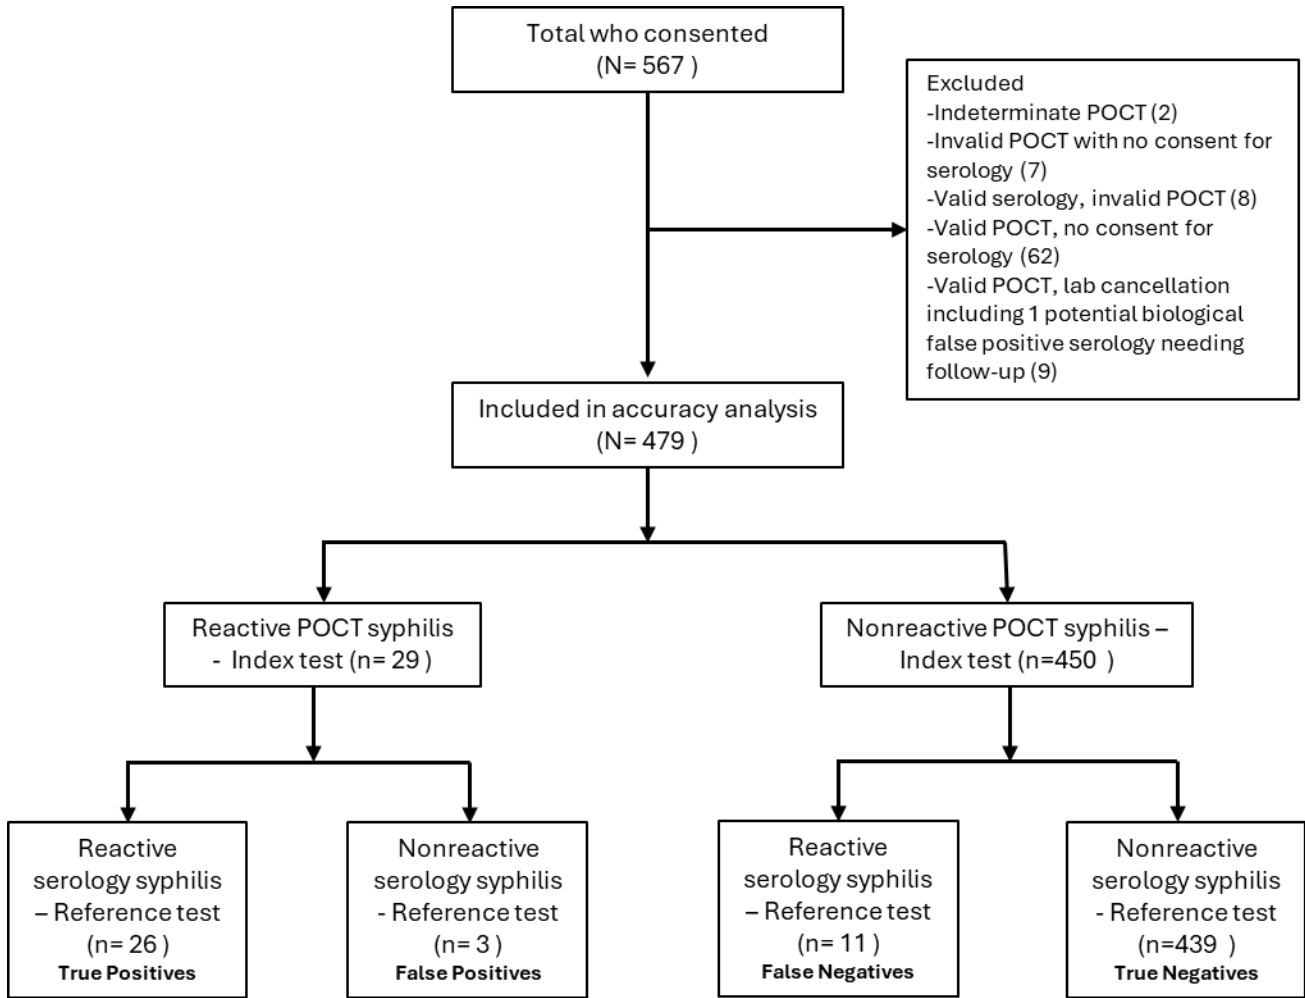 Total who consented
(N= 567 )
Excluded
-Indeterminate POCT (2)
-Invalid POCT with no consent for
serology (7)
-Valid serology, invalid POCT (8)
-Valid POCT, no consent for
serology (62)
-Valid POCT, lab cancellation
including 1 potential biological
false positive serology needing
follow-up (9)
Included in accuracy analysis
(N= 479 )
Reactive POCT syphilis
- Index test (n= 29 )
Nonreactive POCT syphilis –
Index test (n=450 )
Reactive
serology syphilis
– Reference test
(n= 26 )
True Positives
Nonreactive
serology syphilis
- Reference test
(n= 3 )
False Positives
Reactive
serology syphilis
– Reference test
(n= 11 )
False Negatives
Nonreactive
serology syphilis
- Reference test
(n=439 )
True Negatives